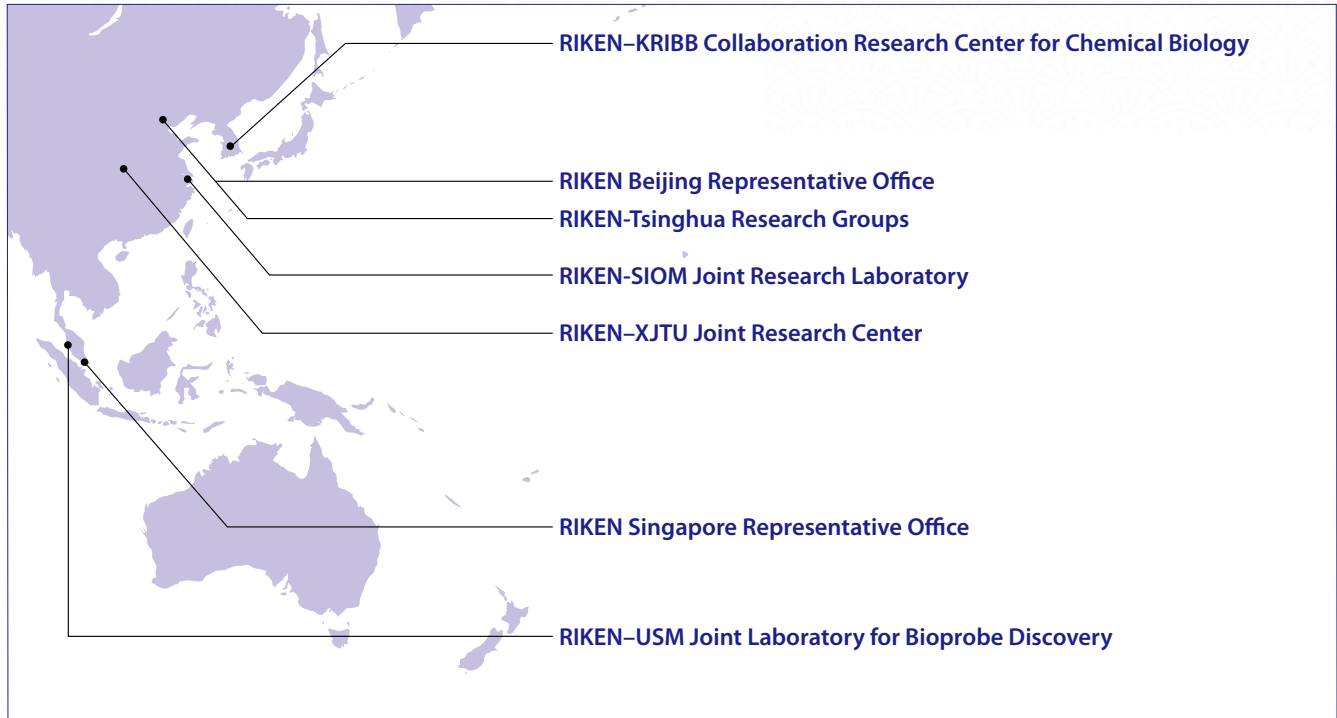 RIKEN–KRIBB Collaboration Research Center for Chemical Biology
RIKEN Beijing Representative Office
RIKEN-Tsinghua Research Groups
RIKEN-SIOM Joint Research Laboratory
RIKEN–XJTU Joint Research Center
RIKEN Singapore Representative Office
RIKEN–USM Joint Laboratory for Bioprobe Discovery